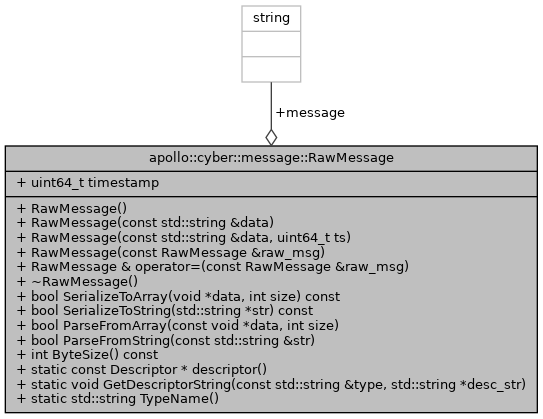 string
+message
apollo::cyber::message::RawMessage
+ uint64_t timestamp
+ RawMessage()
+ RawMessage(const std::string &data)
+ RawMessage(const std::string &data, uint64_t ts)
+ RawMessage(const RawMessage &raw_msg)
+ RawMessage & operator=(const RawMessage &raw_msg)
+ ~RawMessage()
+ bool SerializeToArray(void *data, int size) const
+ bool SerializeToString(std::string *str) const
+ bool ParseFromArray(const void *data, int size)
+ bool ParseFromString(const std::string &str)
+ int ByteSize() const
+ static const Descriptor * descriptor()
+ static void GetDescriptorString(const std::string &type, std::string *desc_str)
+ static std::string TypeName()